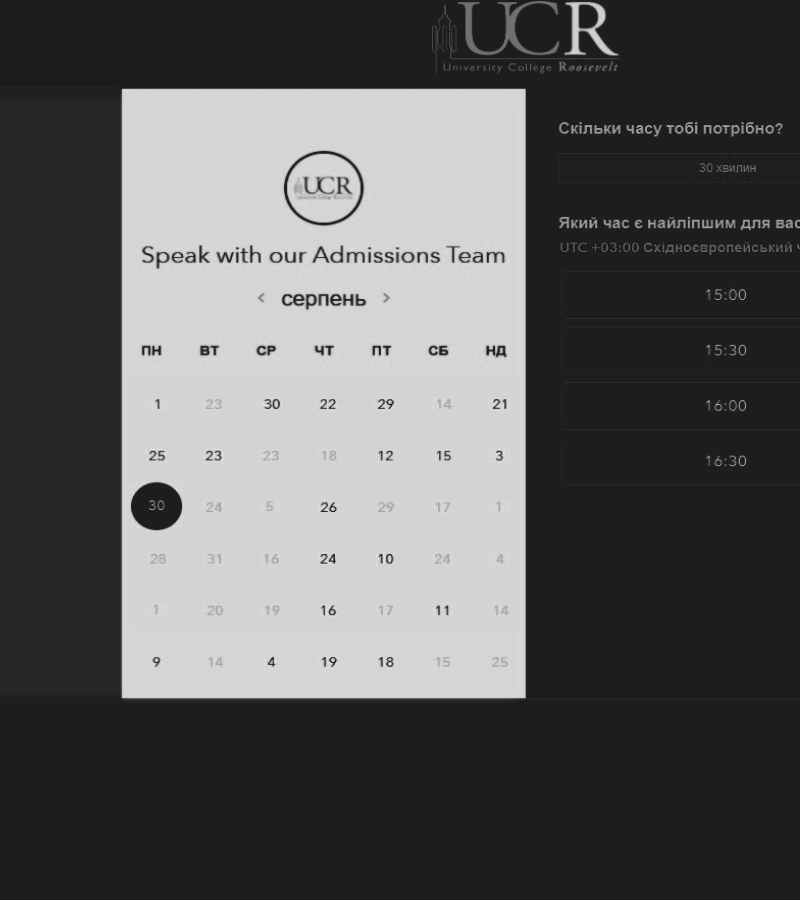 UCR
University College Roosevelt
UCR
Speak with our Admissions Team
< серпень >
ПН ВТ СР ЧТ ПТ СБ НД
1 23 30 22 29 14 21
25 23 23 18 12 15 3
30 24 5 26 29 17 1
28 31 16 24 10 24 4
1 20 19 16 17 11 14
9 14 4 19 18 15 25
Скільки часу тобі потрібно?
30 хвилин
Який час є найліпшим для вас
UTC +03:00 Східноєвропейський ч
15:00
15:30
16:00
16:30